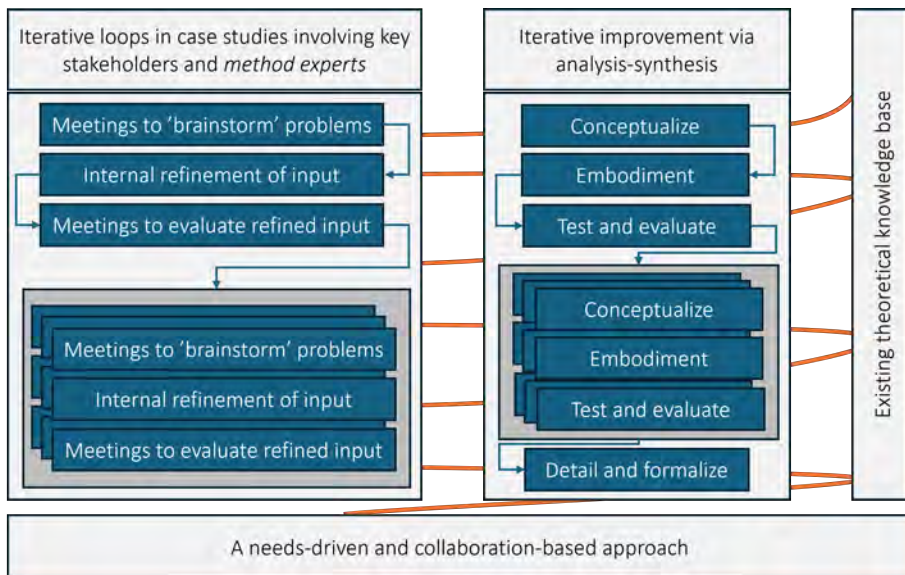 Iterative loops in case studies involving key
stakeholders and method experts
Meetings to ’brainstorm’ problems
Internal refinement of input
Meetings to evaluate refined input
Meetings to ’brainstorm’ problems
Internal refinement of input
Meetings to evaluate refined input
Iterative improvement via
analysis-synthesis
Conceptualize
Embodiment
Test and evaluate
Conceptualize
Embodiment
Test and evaluate
Detail and formalize
Existing theoretical knowledge base
A needs-driven and collaboration-based approach